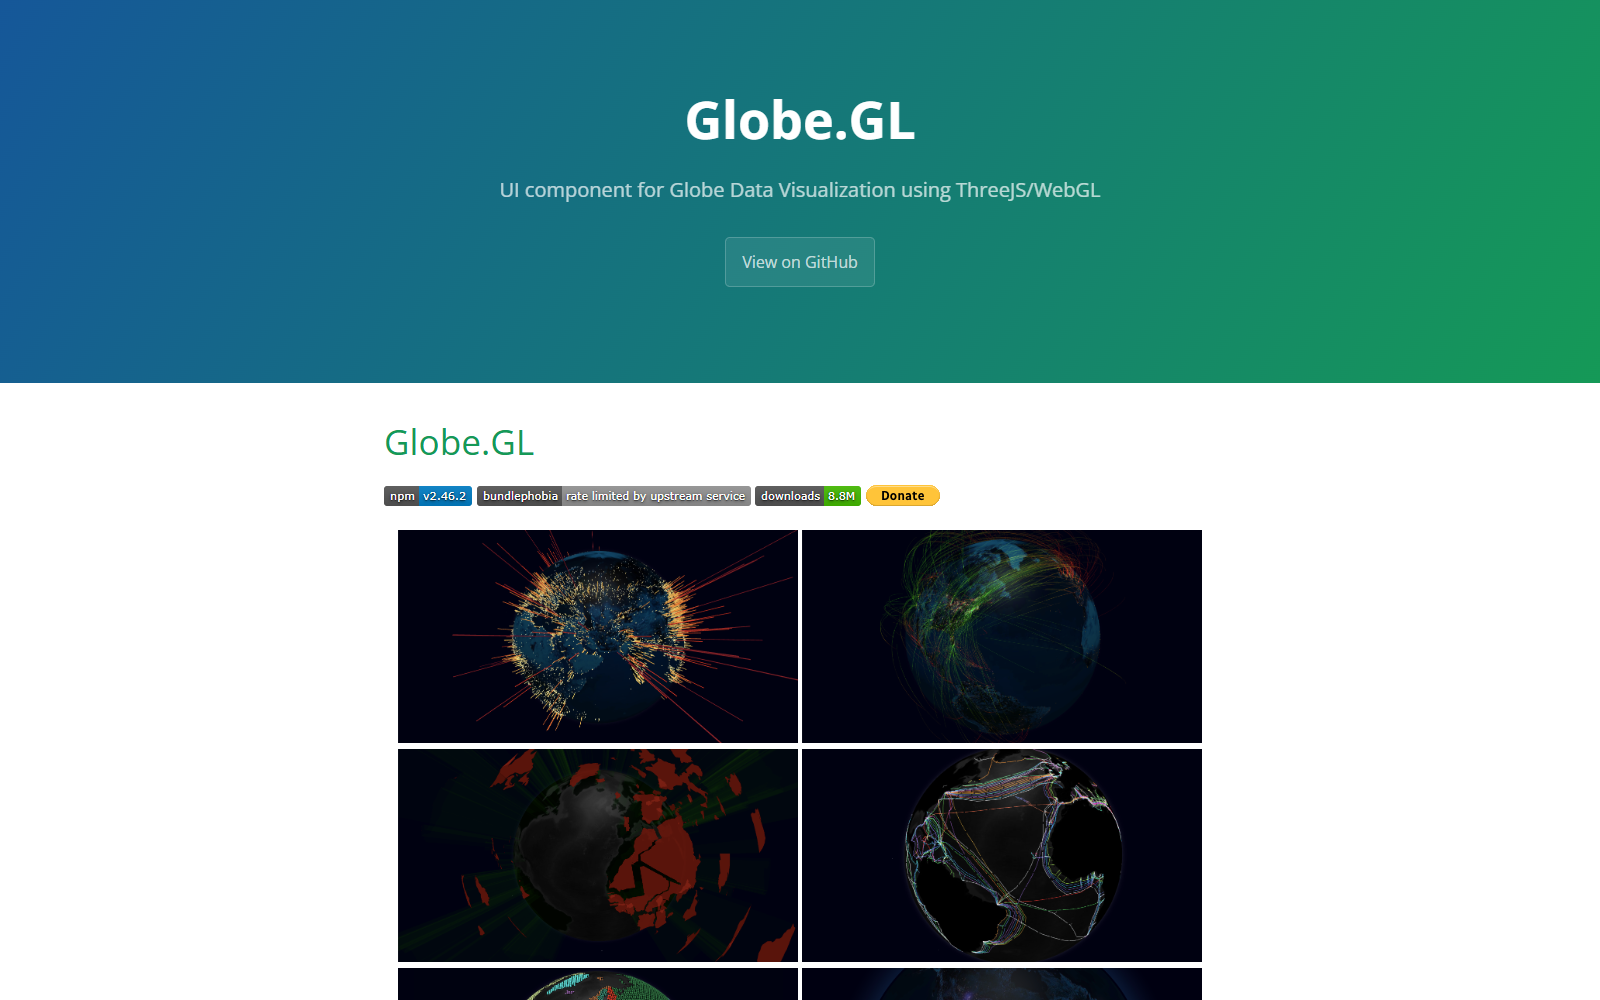 Globe.GL
UI component for Globe Data Visualization using ThreeJS/WebGL
View on GitHub
Globe.GL
npm v2.46.2 bundlephobia rate limited by upstream service downloads 8.8M Donate